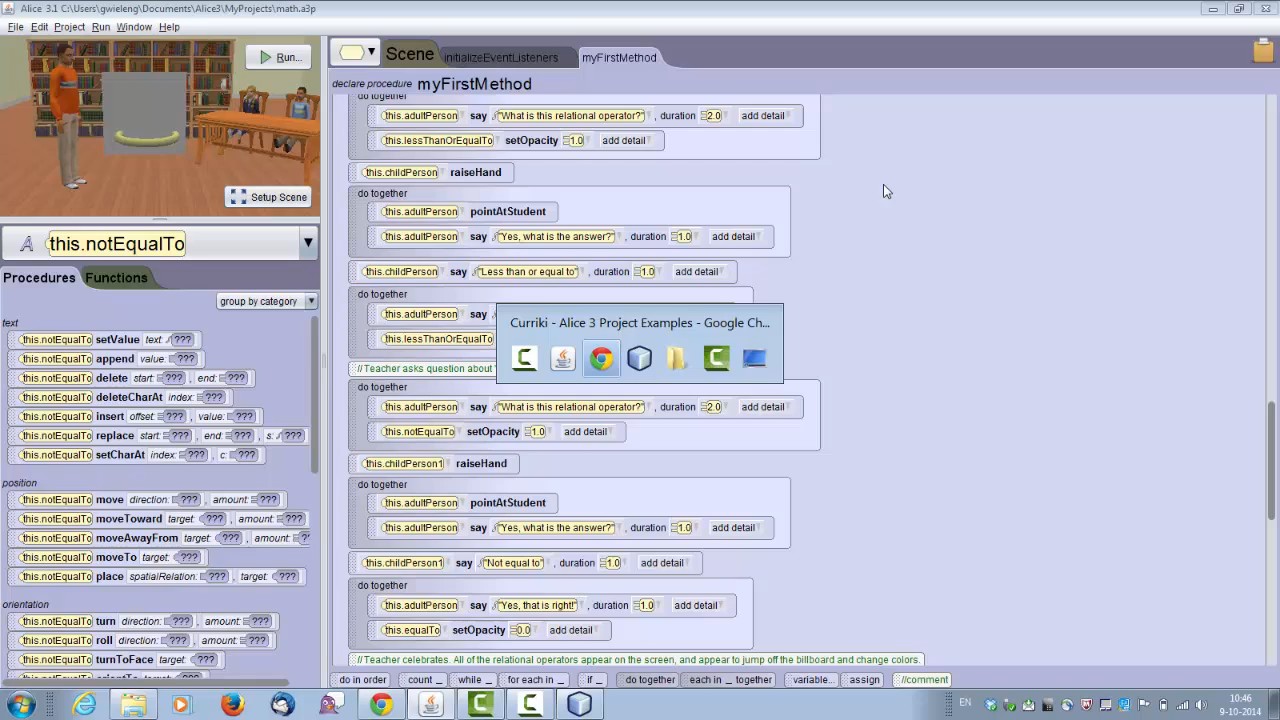 Alice 3.1 C:\Users\gwieleng\Documents\Alice3\MyProjects\math.a3p
File Edit Project Run Window Help
Run...
Setup Scene
Scene initializeEventListeners myFirstMethod
declare procedure myFirstMethod
do together
this.adultPerson say "What is this relational operator?" , duration 2.0 add detail
this.lessThanOrEqualTo setOpacity 1.0 add detail
this.childPerson raiseHand
do together
this.adultPerson pointAtStudent
this.adultPerson say "Yes, what is the answer?" , duration 1.0 add detail
this.childPerson say "Less than or equal to" , duration 1.0 add detail
do together
this.adultPerson say
this.lessThanOrEqualTo
Curriki - Alice 3 Project Examples - Google Ch...
//Teacher asks question about
do together
this.adultPerson say "What is this relational operator?" , duration 2.0 add detail
this.notEqualTo setOpacity 1.0 add detail
this.childPerson1 raiseHand
do together
this.adultPerson pointAtStudent
this.adultPerson say "Yes, what is the answer?" , duration 1.0 add detail
this.childPerson1 say "Not equal to" , duration 1.0 add detail
do together
this.adultPerson say "Yes, that is right!" , duration 1.0 add detail
this.equalTo setOpacity 0.0 add detail
//Teacher celebrates. All of the relational operators appear on the screen, and appear to jump off the billboard and change colors.
do in order count _ while _ for each in _ if _ do together each in _ together variable... assign //comment
this.notEqualTo
Procedures Functions
group by category
text
this.notEqualTo setValue text: ???
this.notEqualTo append value: ???
this.notEqualTo delete start: ??? , end: ???
this.notEqualTo deleteCharAt index: ???
this.notEqualTo insert offset: ??? , value: ???
this.notEqualTo replace start: ??? , end: ??? , s: ???
this.notEqualTo setCharAt index: ??? , c: ???
position
this.notEqualTo move direction: ??? , amount: ???
this.notEqualTo moveToward target: ??? , amount: ???
this.notEqualTo moveAwayFrom target: ??? , amount:
this.notEqualTo moveTo target: ???
this.notEqualTo place spatialRelation: ??? , target: ???
orientation
this.notEqualTo turn direction: ??? , amount: ???
this.notEqualTo roll direction: ??? , amount: ???
this.notEqualTo turnToFace target: ???
EN 10:46
9-10-2014